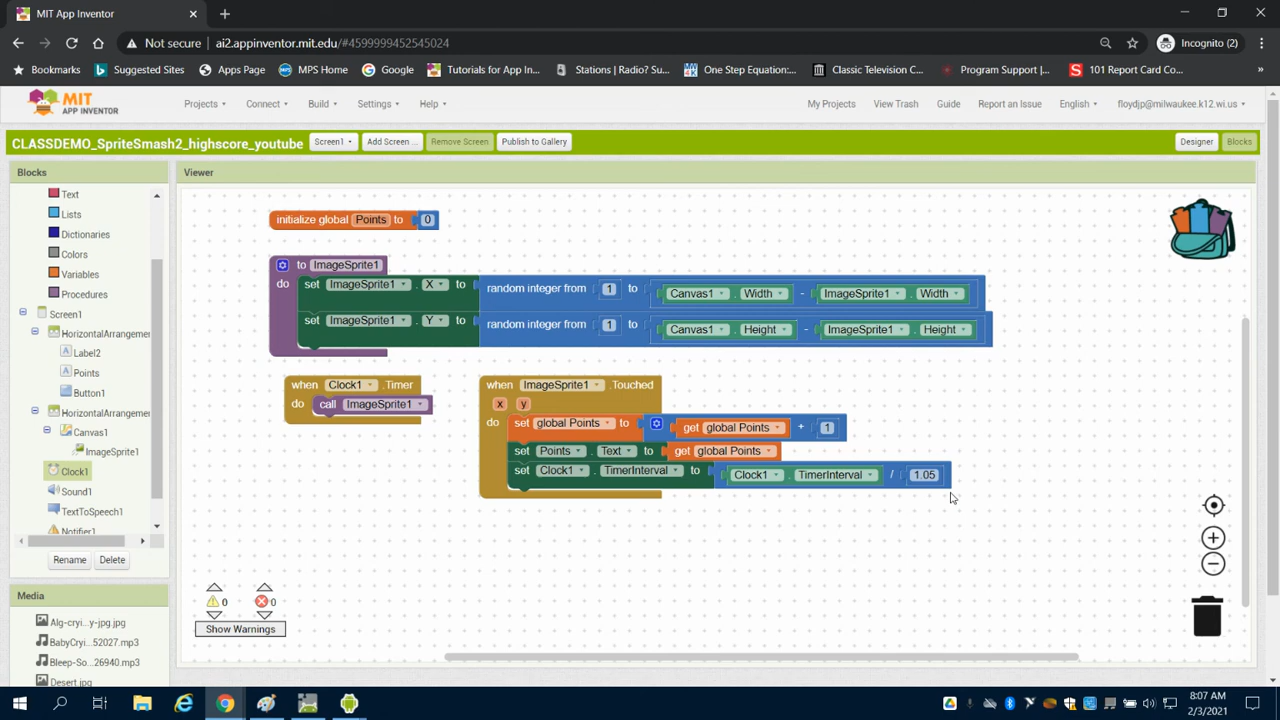 MIT App Inventor
Not secure ai2.appinventor.mit.edu/#4599999452545024 Incognito (2)
Bookmarks Suggested Sites Apps Page MPS Home Google Tutorials for App In... Stations | Radio? Su... One Step Equation:... Classic Television C... Program Support |... 101 Report Card Co... »
MIT APP INVENTOR Projects Connect Build Settings Help My Projects View Trash Guide Report an Issue English floydjp@milwaukee.k12.wi.us
CLASSDEMO_SpriteSmash2_highscore_youtube Screen1 Add Screen ... Remove Screen Publish to Gallery Designer Blocks
Blocks Viewer
Text
Lists
Dictionaries
Colors
Variables
Procedures
Screen1
HorizontalArrangeme
Label2
Points
Button1
HorizontalArrangeme
Canvas1
ImageSprite1
Clock1
Sound1
TextToSpeech1
Notifier1
Rename Delete
Media
Alg-cryi...y-jpg.jpg
BabyCryi...52027.mp3
Bleep-So...26940.mp3
Desert.jpg
initialize global Points to 0
to ImageSprite1
do set ImageSprite1 . X to random integer from 1 to Canvas1 . Width - ImageSprite1 . Width
set ImageSprite1 . Y to random integer from 1 to Canvas1 . Height - ImageSprite1 . Height
when Clock1 .Timer
do call ImageSprite1
when ImageSprite1 .Touched
x y
do set global Points to get global Points + 1
set Points . Text to get global Points
set Clock1 . TimerInterval to Clock1 . TimerInterval / 1.05
0 0
Show Warnings
8:07 AM
2/3/2021